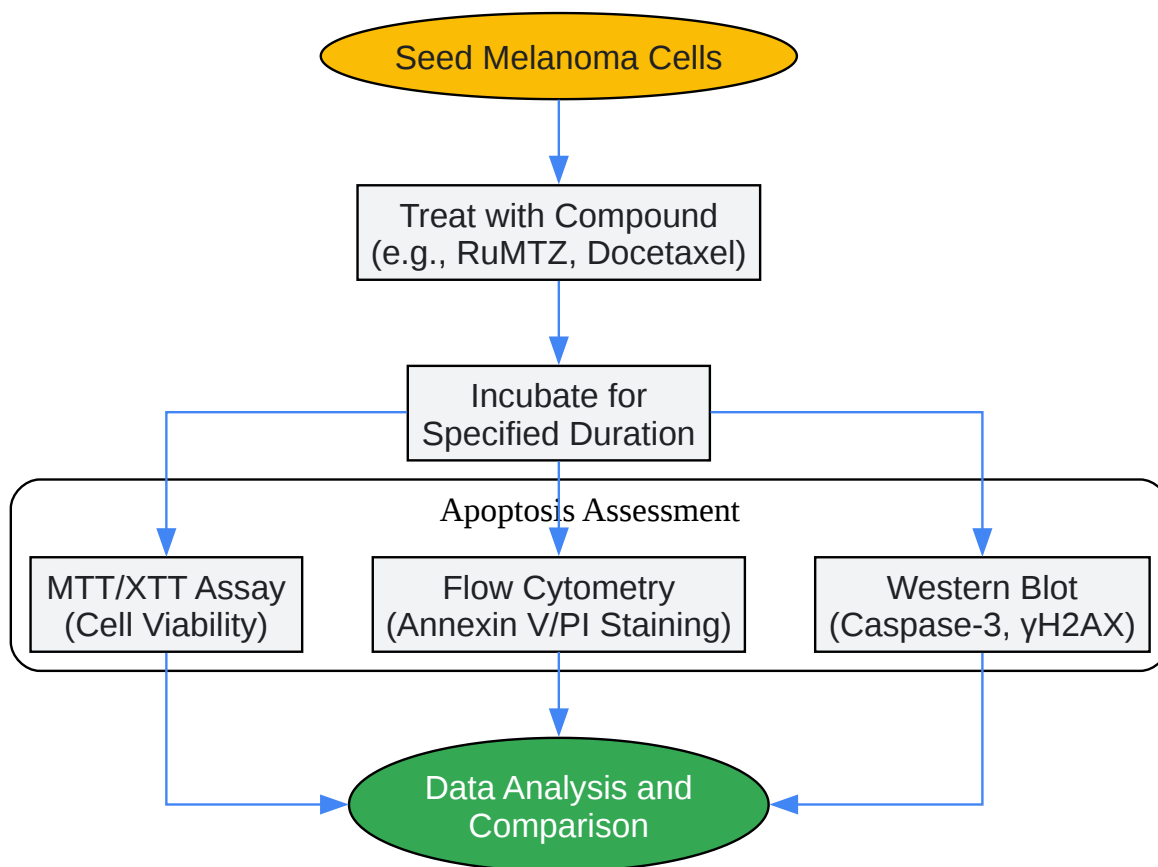 Seed Melanoma Cells
Treat with Compound
(e.g., RuMTZ, Docetaxel)
Incubate for
Specified Duration
Apoptosis Assessment
MTT/XTT Assay
(Cell Viability)
Flow Cytometry
(Annexin V/PI Staining)
Western Blot
(Caspase-3, γH2AX)
Data Analysis and
Comparison